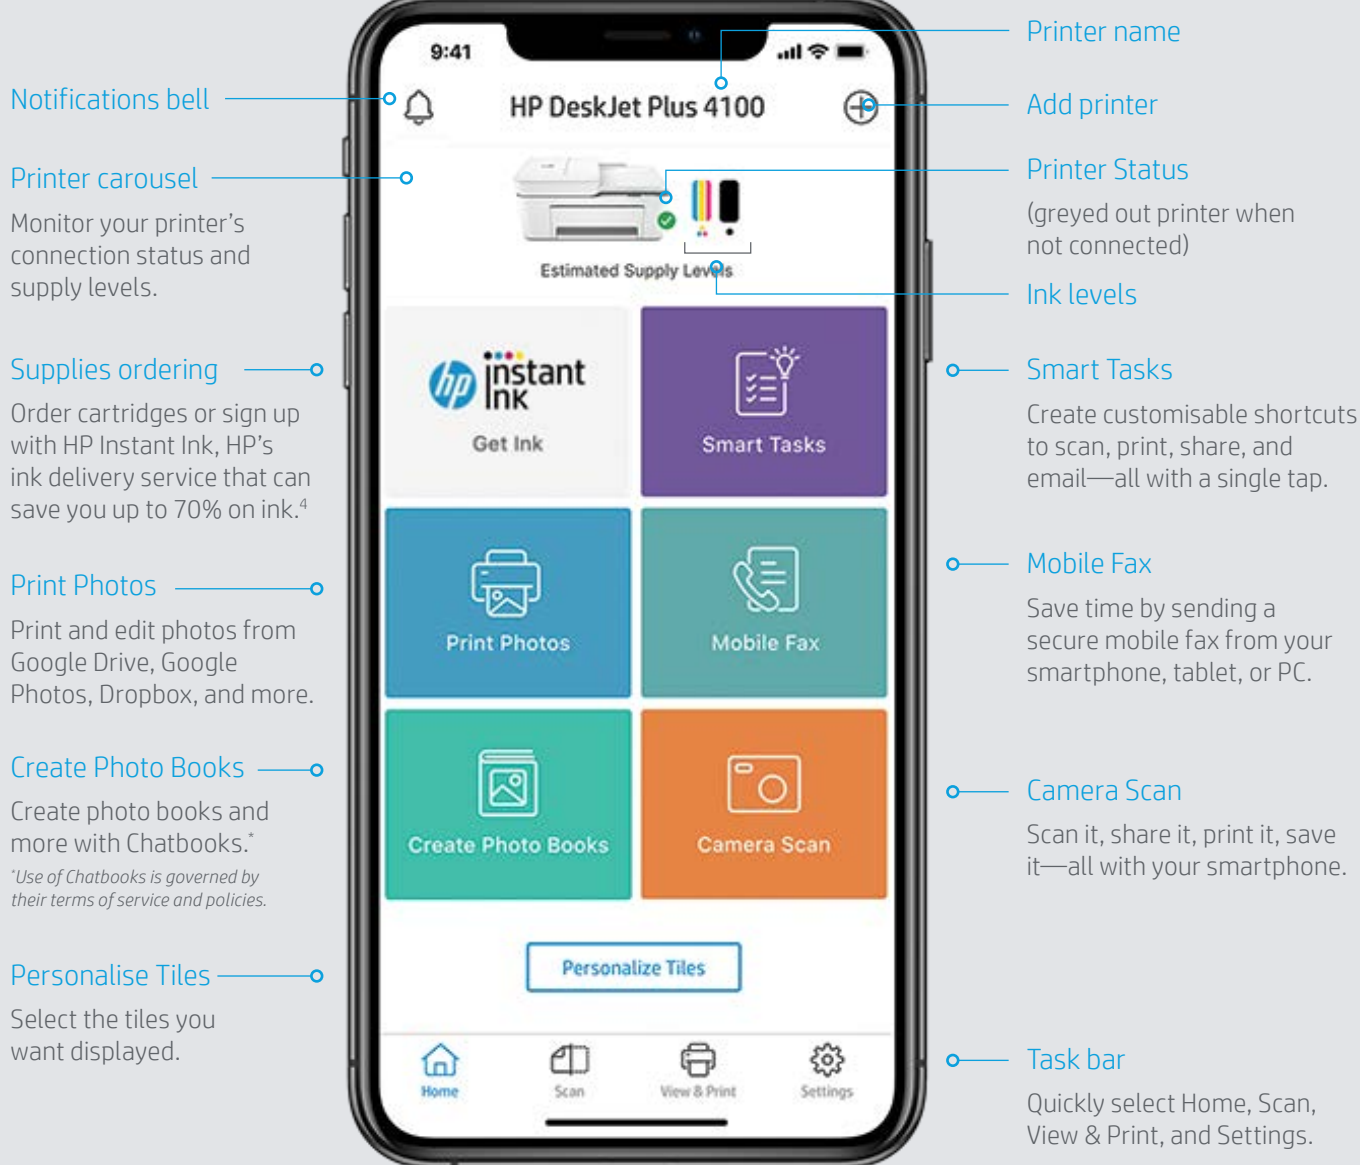 Notifications bell
Printer carousel
Monitor your printer's
connection status and
supply levels.
Supplies ordering
Order cartridges or sign up
with HP Instant Ink, HP's
ink delivery service that can
save you up to 70% on ink.⁴
Print Photos
Print and edit photos from
Google Drive, Google
Photos, Dropbox, and more.
Create Photo Books
Create photo books and
more with Chatbooks.*
*Use of Chatbooks is governed by
their terms of service and policies.
Personalise Tiles
Select the tiles you
want displayed.
9:41
HP DeskJet Plus 4100
Estimated Supply Levels
hp instant
ink
Get Ink
Smart Tasks
Print Photos
Mobile Fax
Create Photo Books
Camera Scan
Personalize Tiles
Home
Scan
View & Print
Settings
Printer name
Add printer
Printer Status
(greyed out printer when
not connected)
Ink levels
Smart Tasks
Create customisable shortcuts
to scan, print, share, and
email—all with a single tap.
Mobile Fax
Save time by sending a
secure mobile fax from your
smartphone, tablet, or PC.
Camera Scan
Scan it, share it, print it, save
it—all with your smartphone.
Task bar
Quickly select Home, Scan,
View & Print, and Settings.